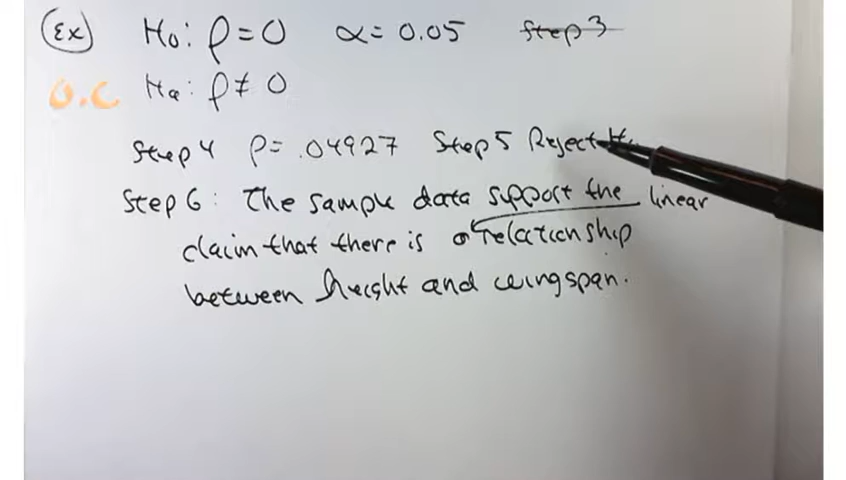 Ex H₀: ρ = 0 α = 0.05 Step 3
O.C Hₐ: ρ ≠ 0
Step 4 P = .04927 Step 5 Reject H₀
Step 6: The sample data support the linear
claim that there is a relationship
between height and wingspan.